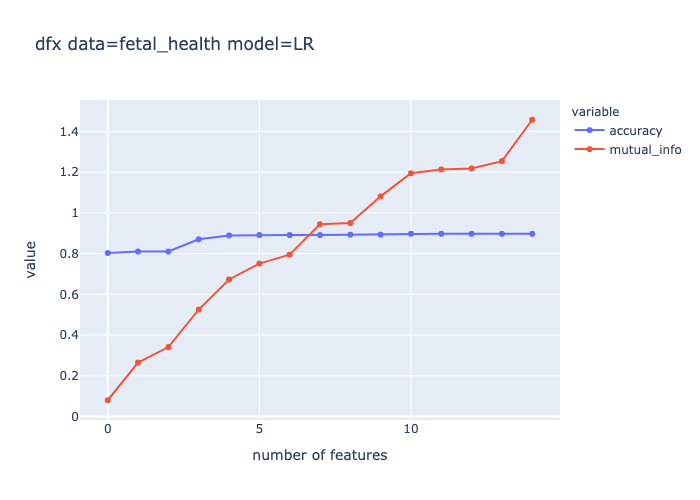 dfx data=fetal_health model=LR
variable
accuracy
mutual_info
1.4
1.2
1
0.8
0.6
0.4
0.2
0
0 5 10
value
number of features